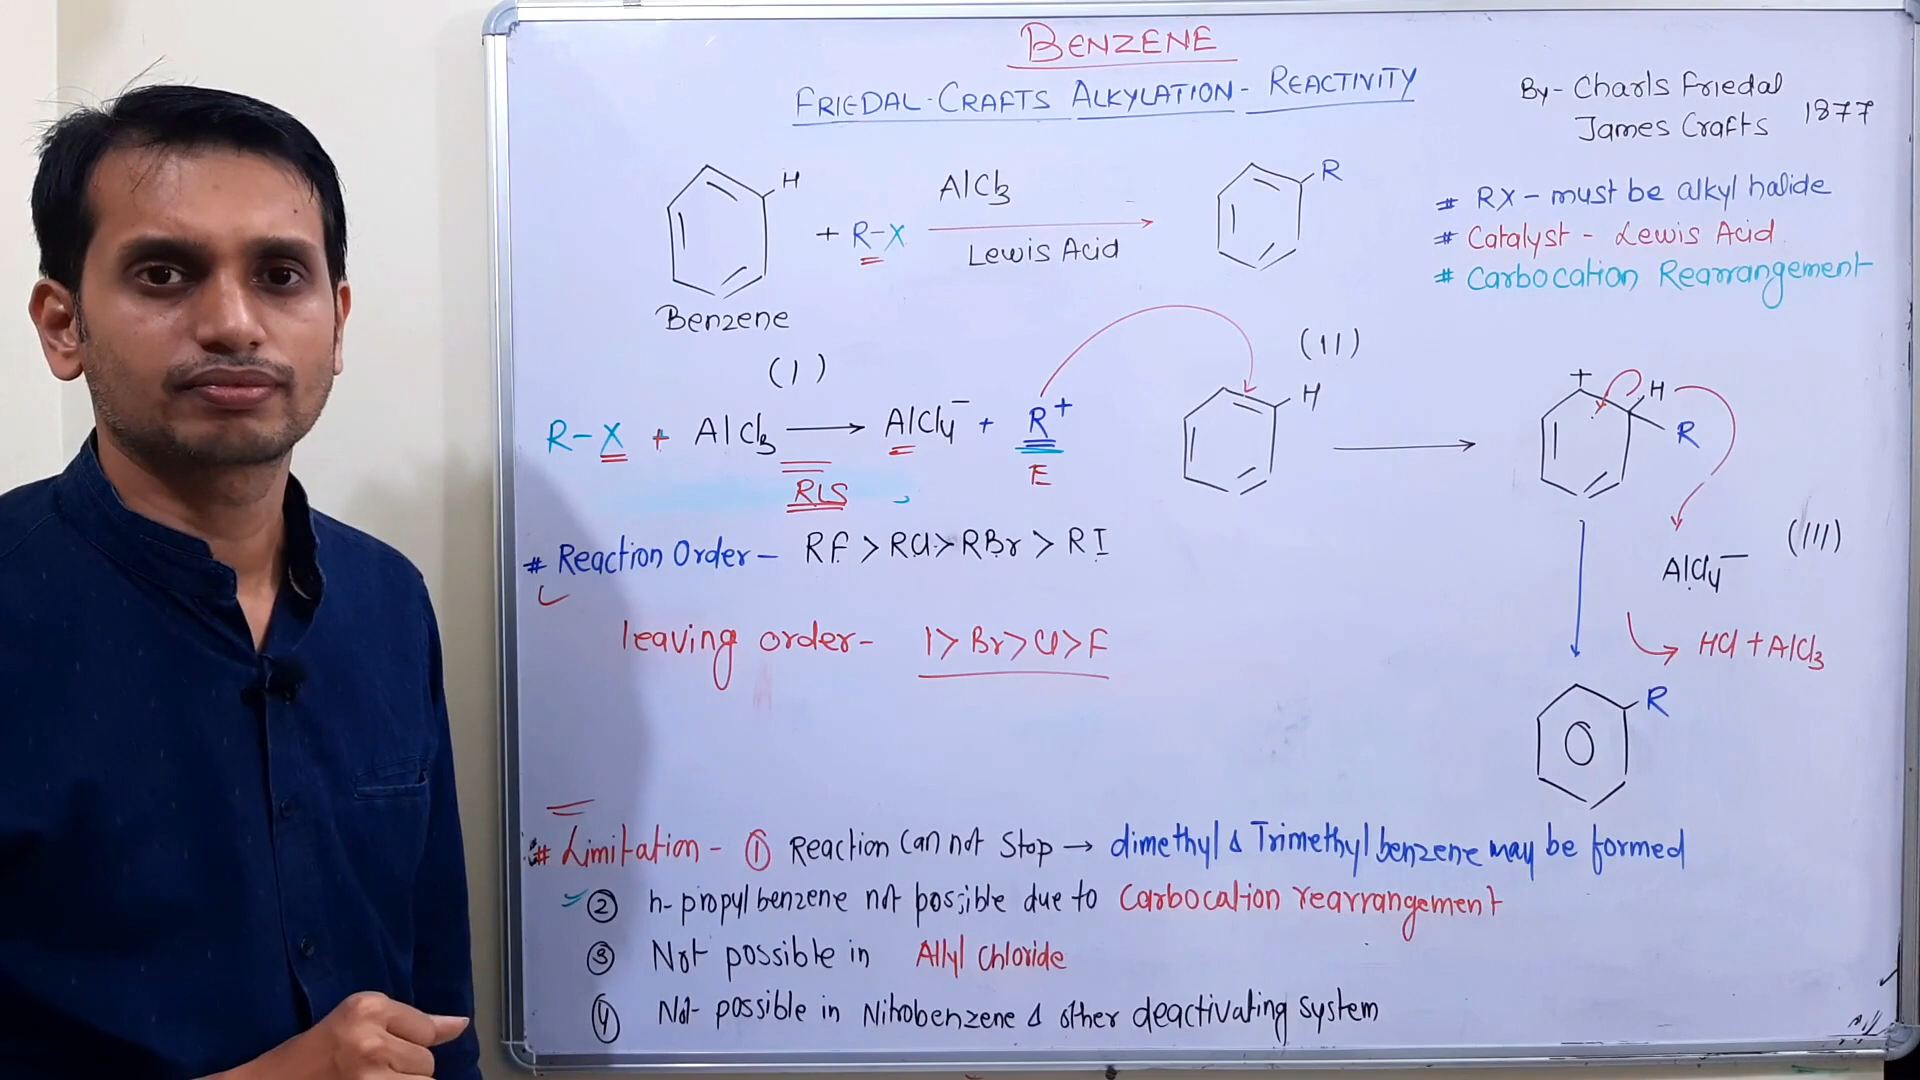 BENZENE
FRIEDAL-CRAFTS ALKYLATION - REACTIVITY
By - Charls Friedal
James Crafts 1877
H
+ R-X
AlCl3
Lewis Acid
R
Benzene
# RX - must be alkyl halide
# Catalyst - Lewis Acid
# Carbocation Rearrangement
(I)
R-X + AlCl3 → AlCl4⁻ + R⁺
RLS
E
(II)
H
+
H
R
AlCl4⁻
(III)
HCl + AlCl3
R
# Reaction Order - RF > RCl > RBr > RI
leaving order - I > Br > Cl > F
# Limitation - ① Reaction Can not Stop → dimethyl & Trimethyl benzene may be formed
② n-propyl benzene not possible due to Carbocation rearrangement
③ Not possible in Allyl Chloride
④ Not possible in Nitrobenzene & other deactivating system